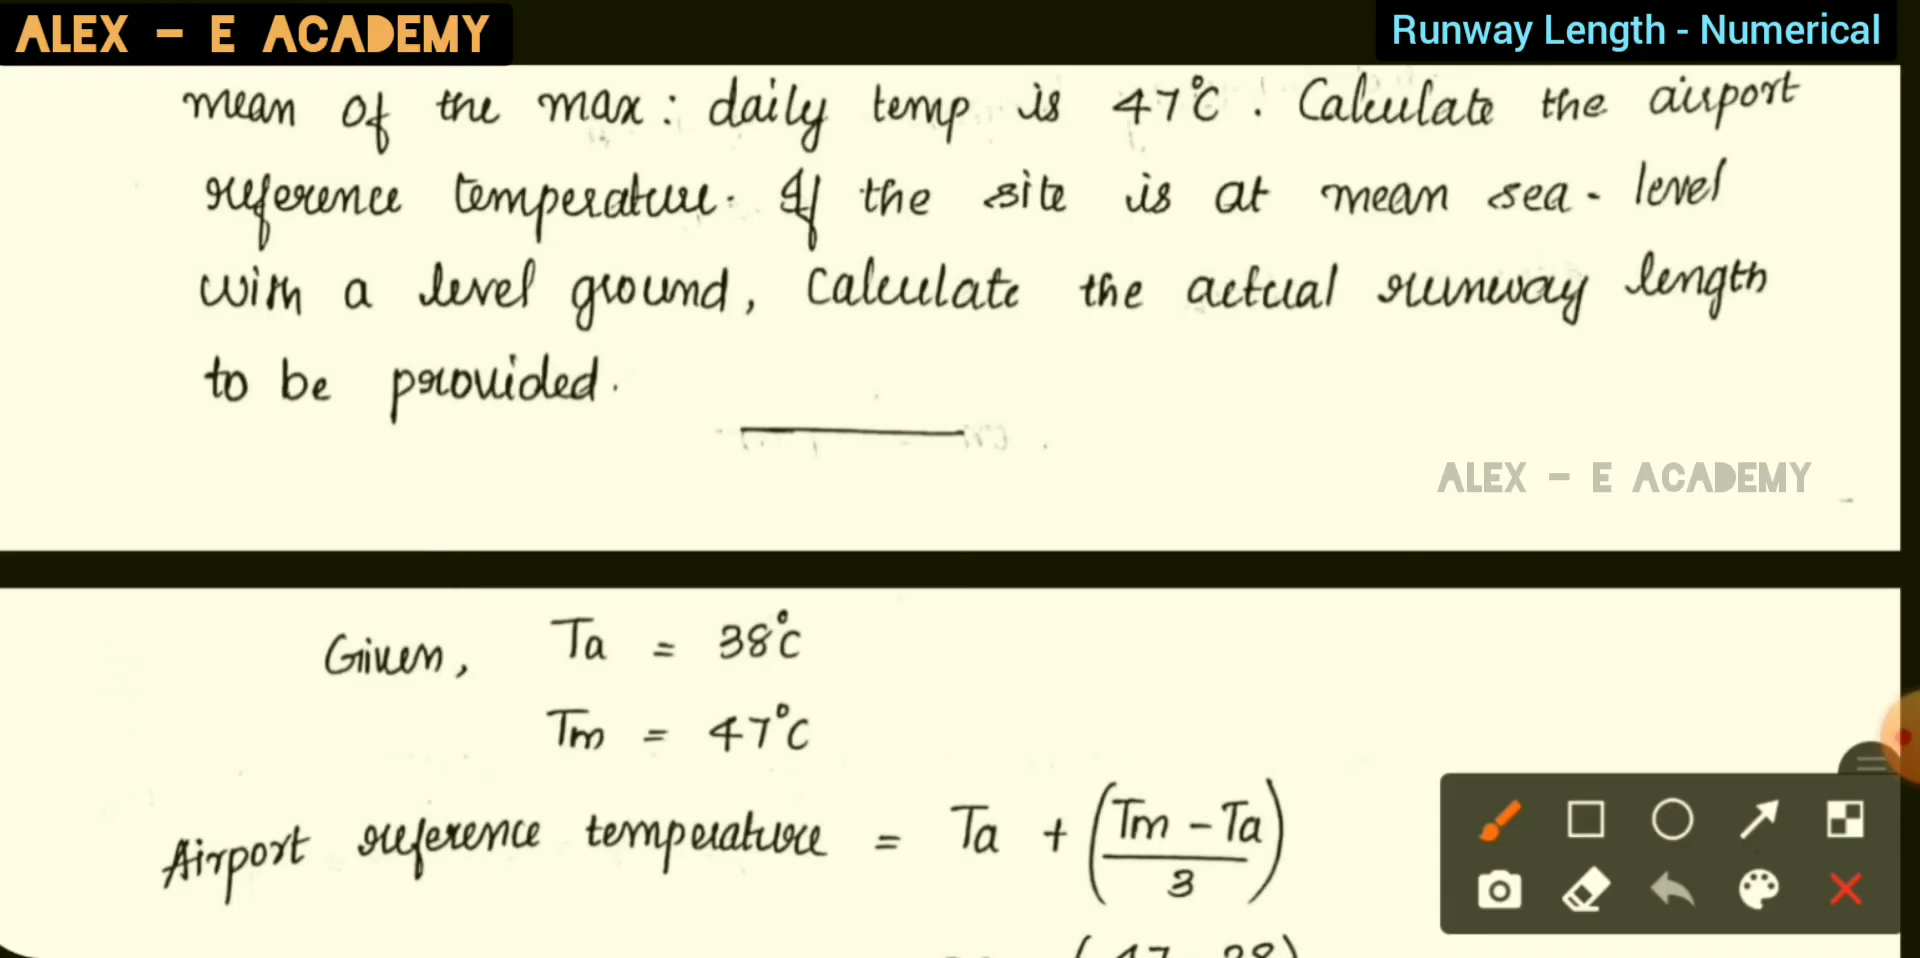 ALEX - E ACADEMY
Runway Length - Numerical
mean of the max: daily temp is 47°C. Calculate the airport
reference temperature. If the site is at mean sea-level
with a level ground, calculate the actual runway length
to be provided.
ALEX - E ACADEMY
Given, Ta = 38°C
Tm = 47°C
Airport reference temperature = Ta + (Tm - Ta / 3)